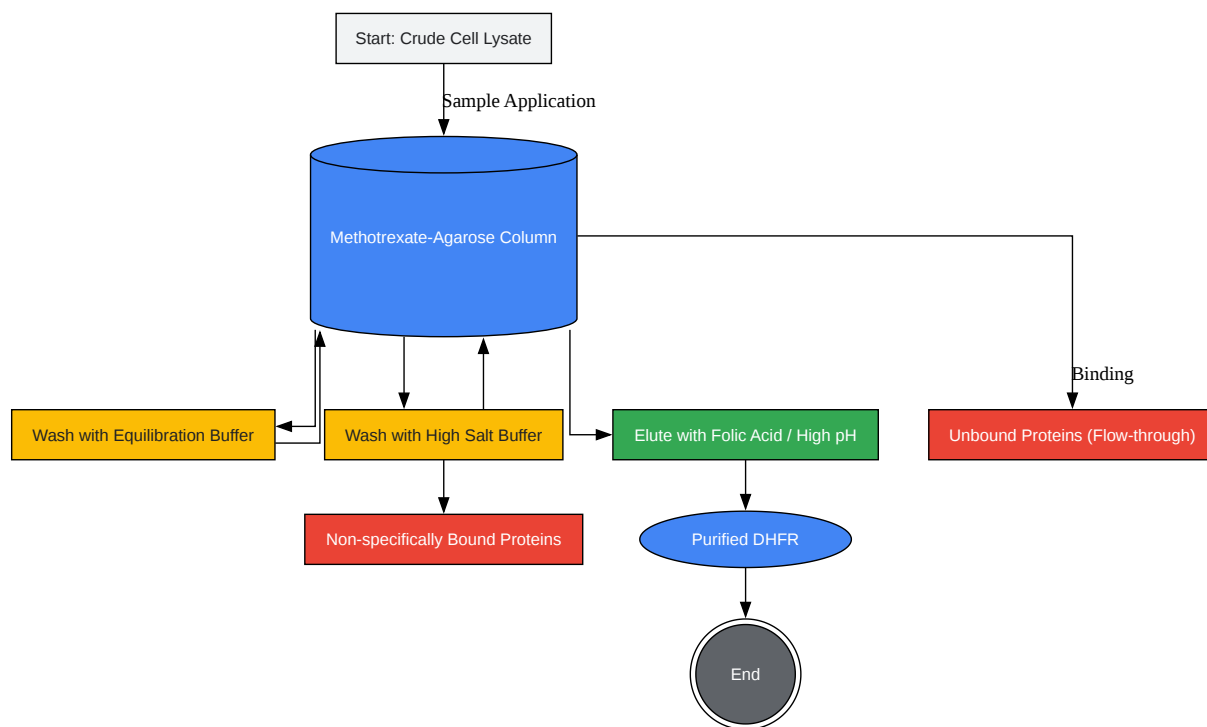 Start: Crude Cell Lysate
Sample Application
Methotrexate-Agarose Column
Binding
Wash with Equilibration Buffer
Wash with High Salt Buffer
Elute with Folic Acid / High pH
Unbound Proteins (Flow-through)
Non-specifically Bound Proteins
Purified DHFR
End